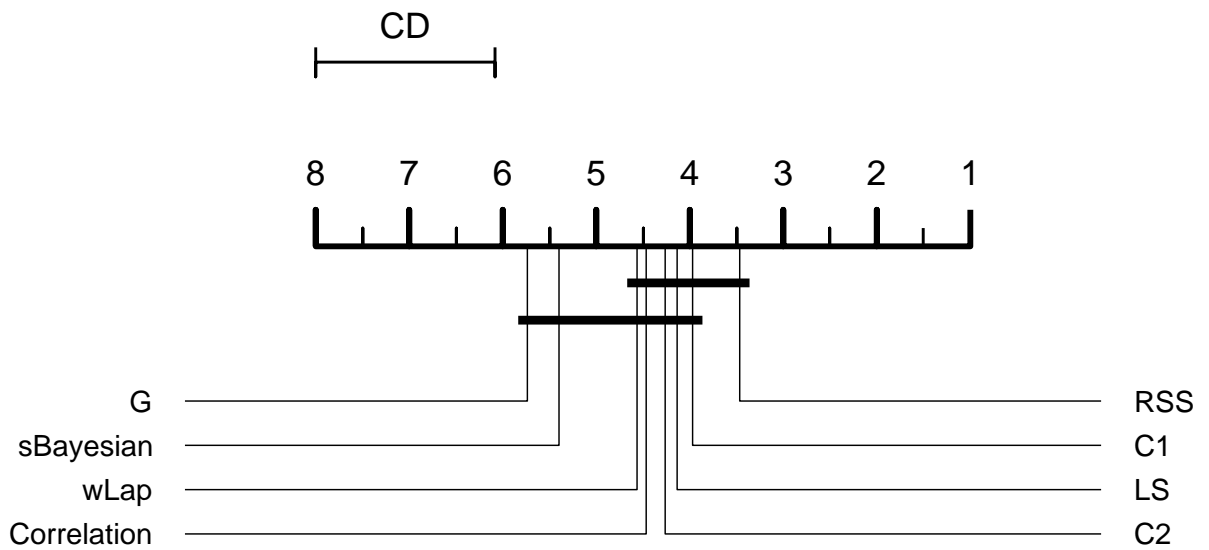 CD
8 7 6 5 4 3 2 1
G RSS
sBayesian C1
wLap LS
Correlation C2